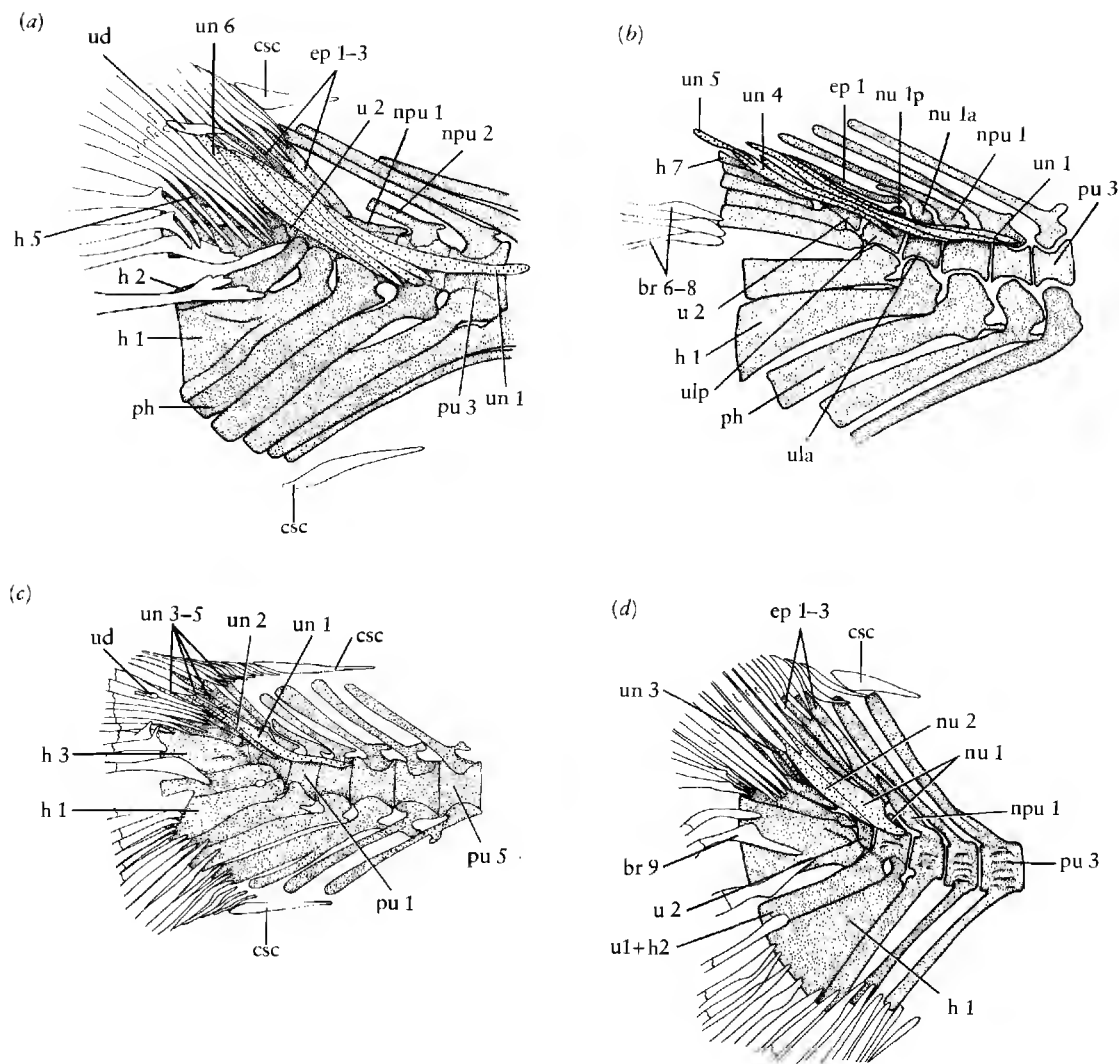 (a)
ud
un 6
csc
ep 1–3
u 2
npu 1
npu 2
h 5
h 2
h 1
ph
pu 3
un 1
csc
(b)
un 5
un 4
ep 1
nu 1p
nu 1a
npu 1
un 1
pu 3
h 7
br 6–8
u 2
h 1
ulp
ph
ula
(c)
ud
un 3–5
un 2
un 1
csc
h 3
h 1
pu 5
pu 1
csc
(d)
ep 1–3
csc
un 3
nu 2
nu 1
npu 1
br 9
pu 3
u 2
u1+h2
h 1